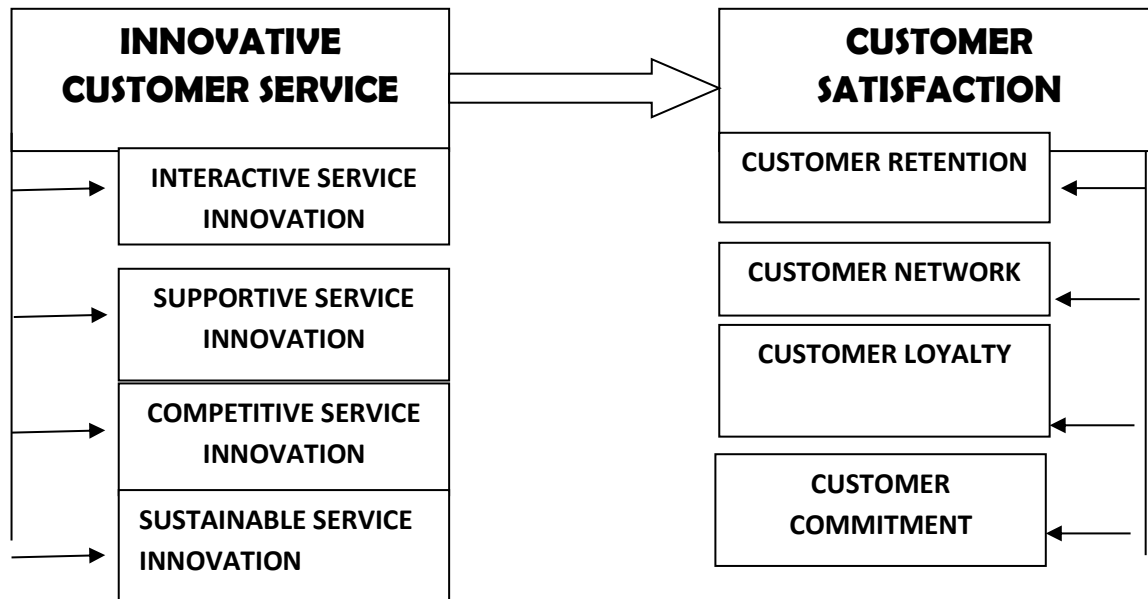 INNOVATIVE
CUSTOMER SERVICE
INTERACTIVE SERVICE
INNOVATION
SUPPORTIVE SERVICE
INNOVATION
COMPETITIVE SERVICE
INNOVATION
SUSTAINABLE SERVICE
INNOVATION
CUSTOMER
SATISFACTION
CUSTOMER RETENTION
CUSTOMER NETWORK
CUSTOMER LOYALTY
CUSTOMER
COMMITMENT